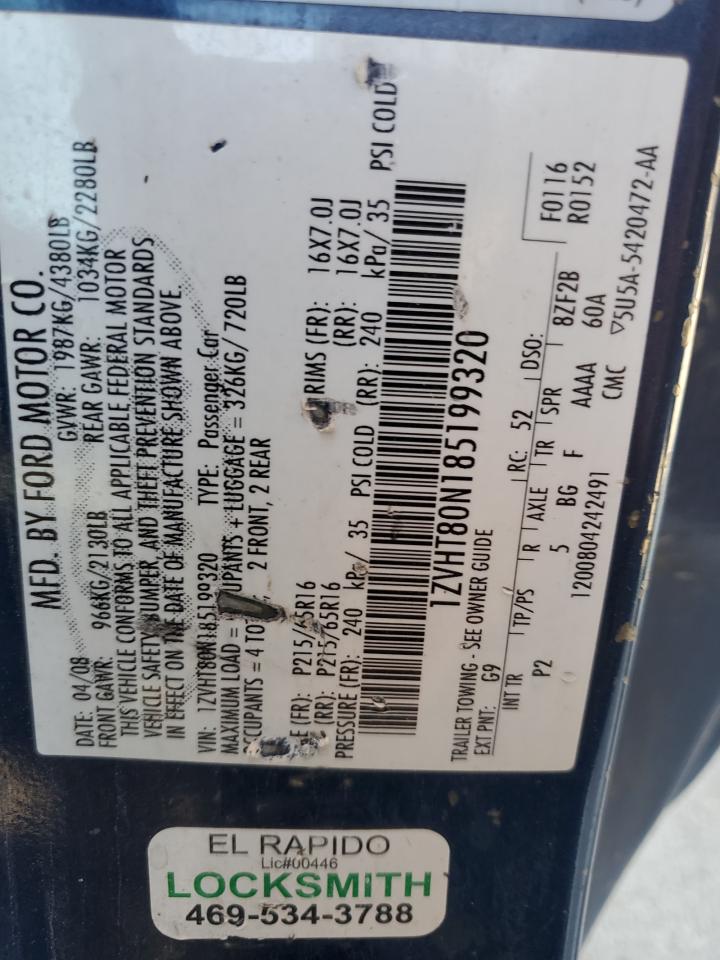 MFD. BY FORD MOTOR CO.
DATE: 04/08 GVWR: 1987KG/4380LB
FRONT GAWR: 966KG/2130LB REAR GAWR: 1034KG/2280LB
THIS VEHICLE CONFORMS TO ALL APPLICABLE FEDERAL MOTOR
VEHICLE SAFETY, BUMPER, AND THEFT PREVENTION STANDARDS
IN EFFECT ON THE DATE OF MANUFACTURE SHOWN ABOVE.
VIN: 1ZVHT80N185199320 TYPE: Passenger Car
MAXIMUM LOAD = UPANTS + LUGGAGE = 326KG/720LB
CCUPANTS = 4 TOT 2 FRONT, 2 REAR
E (FR): P215/65R16 RIMS (FR): 16X7.0J
(RR): P215/65R16 (RR): 16X7.0J
PRESSURE (FR): 240 kPa/ 35 PSI COLD (RR): 240 kPa/ 35 PSI COLD
1ZVHT80N185199320
TRAILER TOWING - SEE OWNER GUIDE
EXT PNT: G9 RC: 52 DSO: F0116
R0152
INT TR TP/PS R AXLE TR SPR 8ZF2B
P2 5 BG F AAAA 60A
1200804242491 CMC ▽5U5A-5420472-AA
EL RAPIDO
Lic#00446
LOCKSMITH
469-534-3788